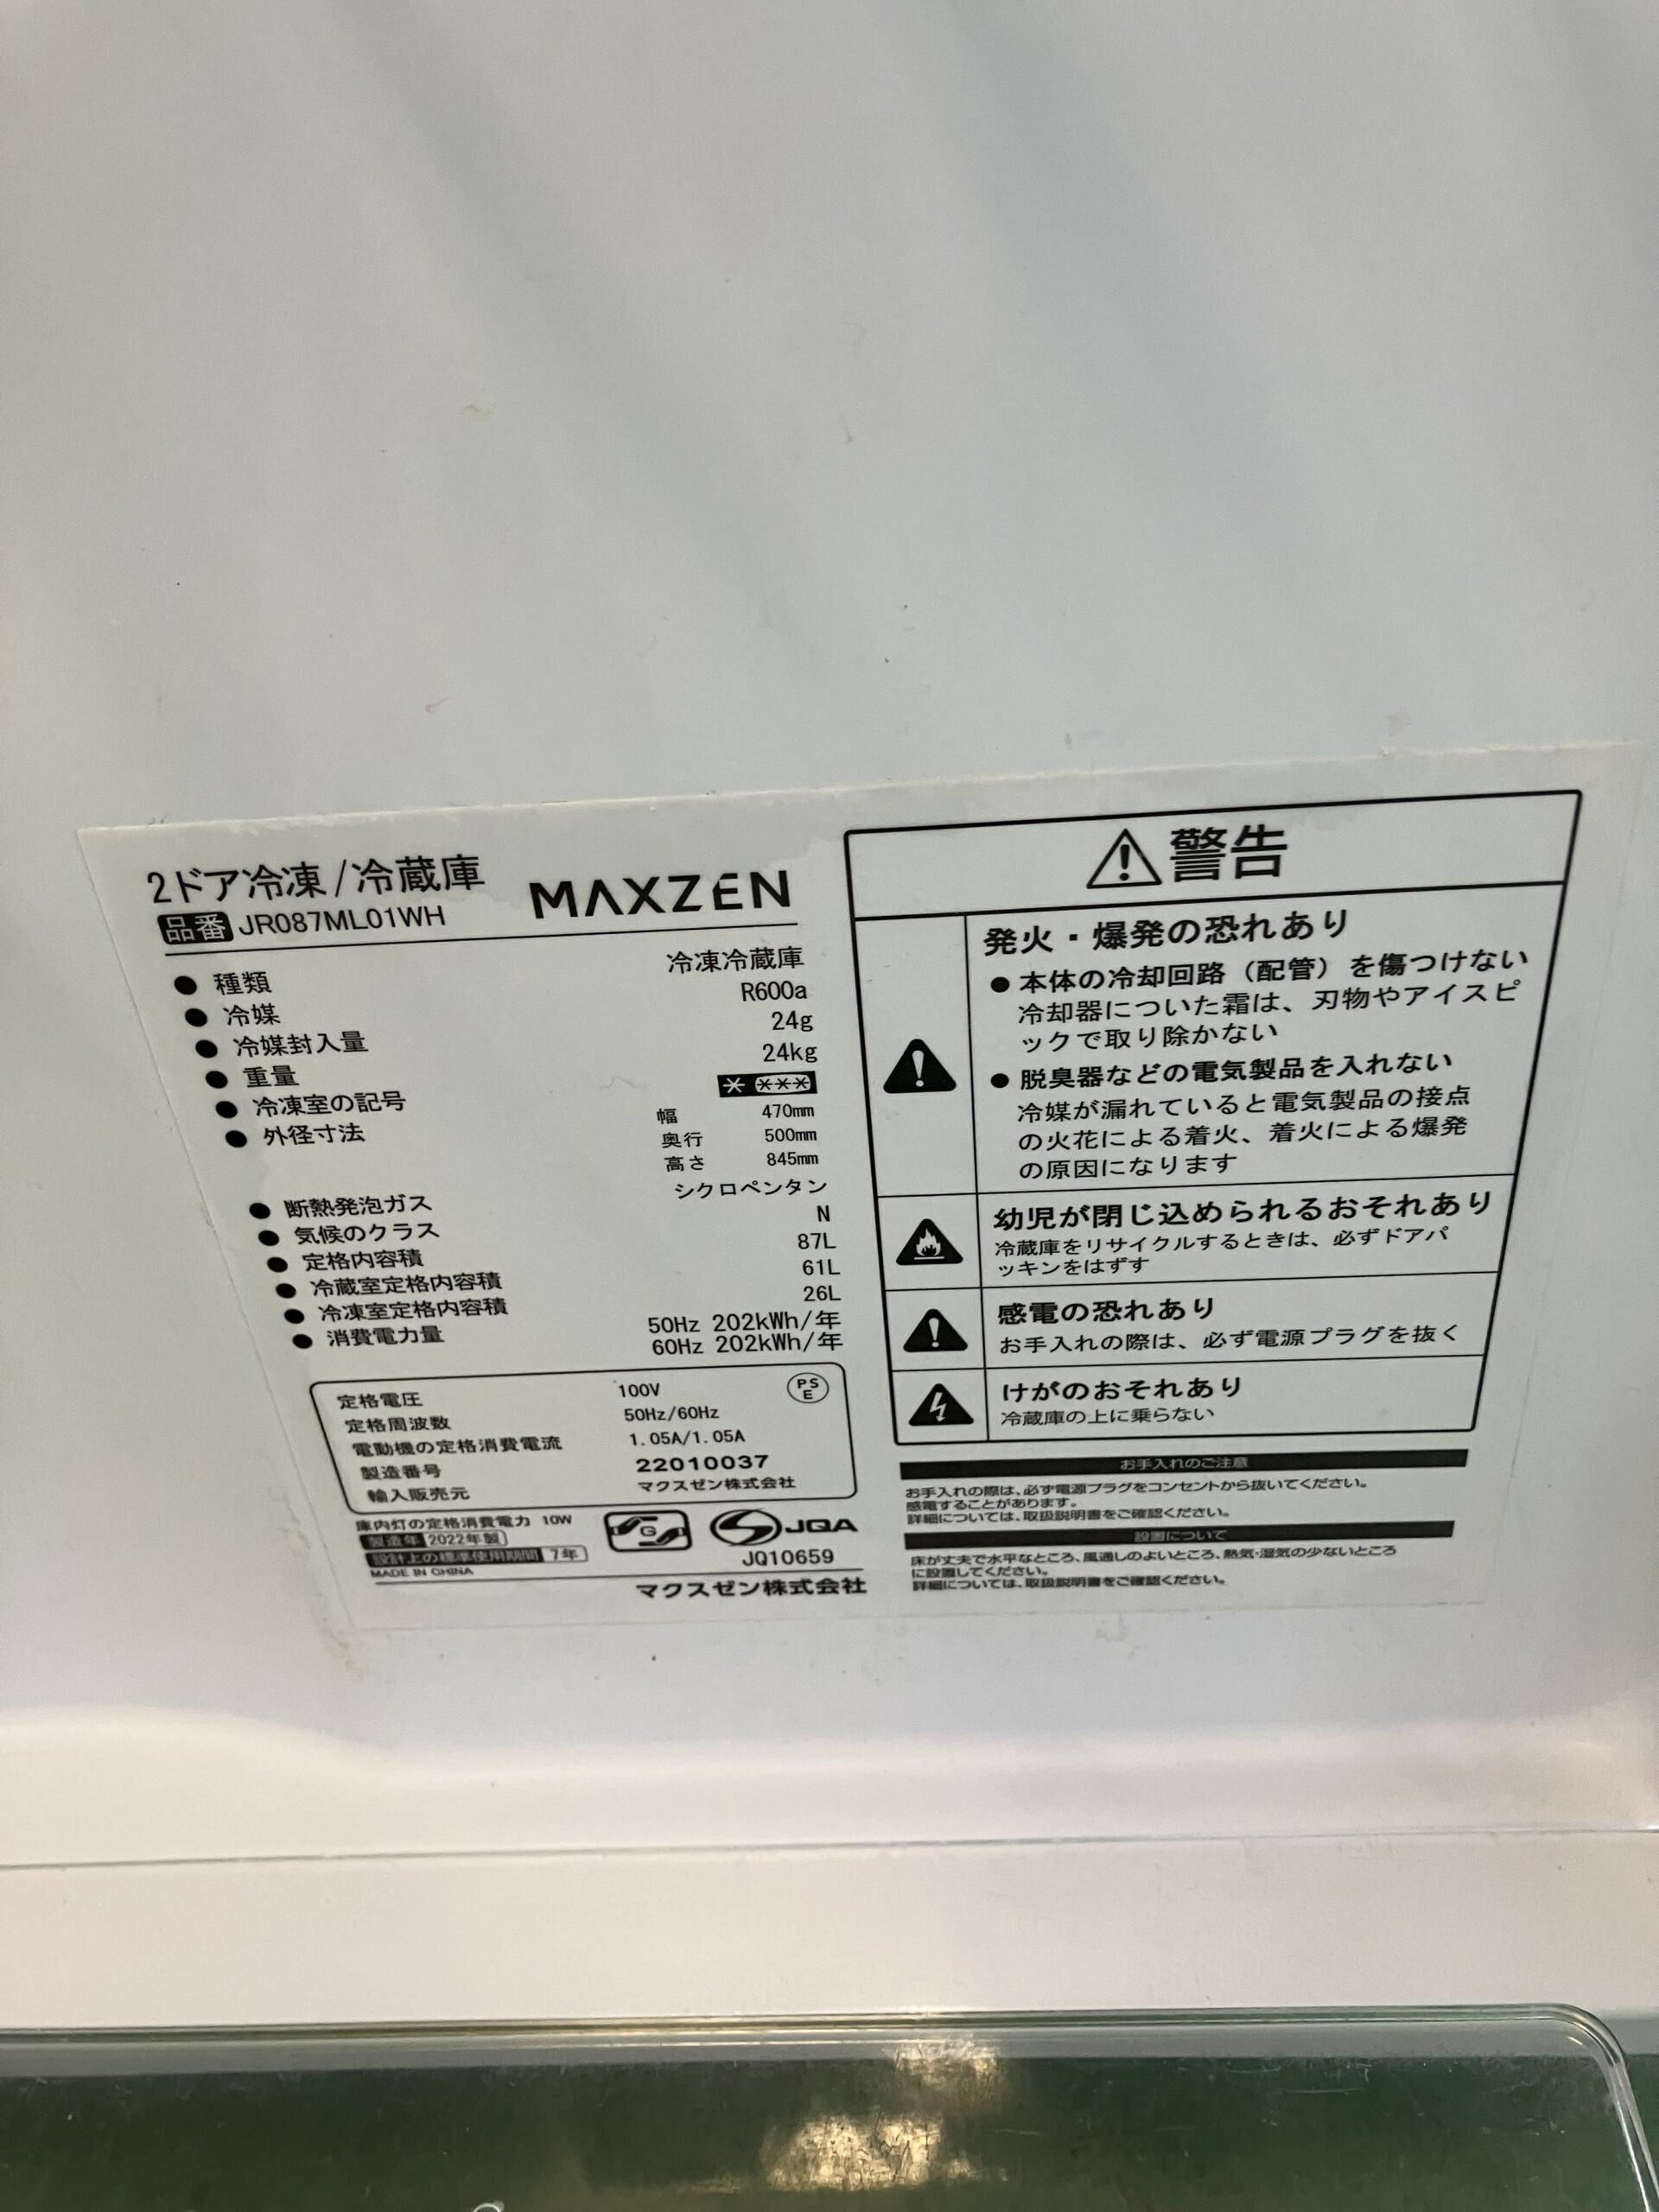 2ドア冷凍/冷蔵庫
MAXZEN
品番 JR087ML01WH
● 種類 冷凍冷蔵庫
● 冷媒 R600a
● 冷媒封入量 24g
● 重量 24kg
● 冷凍室の記号 * ***
● 外径寸法 幅 470mm
奥行 500mm
高さ 845mm
● 断熱発泡ガス シクロペンタン
● 気候のクラス N
● 定格内容積 87L
● 冷蔵室定格内容積 61L
● 冷凍室定格内容積 26L
● 消費電力量 50Hz 202kWh/年
60Hz 202kWh/年
定格電圧 100V
PSE
定格周波数 50Hz/60Hz
電動機の定格消費電流 1.05A/1.05A
製造番号 22010037
輸入販売元 マクスゼン株式会社
庫内灯の定格消費電力 10W
製造年 2022年製
設計上の標準使用期間 7年
MADE IN CHINA
G
JQA
JQ10659
マクスゼン株式会社
警告
発火・爆発の恐れあり
● 本体の冷却回路（配管）を傷つけない
冷却器についた霜は、刃物やアイスピ
ックで取り除かない
● 脱臭器などの電気製品を入れない
冷媒が漏れていると電気製品の接点
の火花による着火、着火による爆発
の原因になります
幼児が閉じ込められるおそれあり
冷蔵庫をリサイクルするときは、必ずドアパ
ッキンをはずす
感電の恐れあり
お手入れの際は、必ず電源プラグを抜く
けがのおそれあり
冷蔵庫の上に乗らない
お手入れのご注意
お手入れの際は、必ず電源プラグをコンセントから抜いてください。
感電することがあります。
詳細については、取扱説明書をご確認ください。
設置について
床が丈夫で水平なところ、風通しのよいところ、熱気・湿気の少ないところ
に設置してください。
詳細については、取扱説明書をご確認ください。